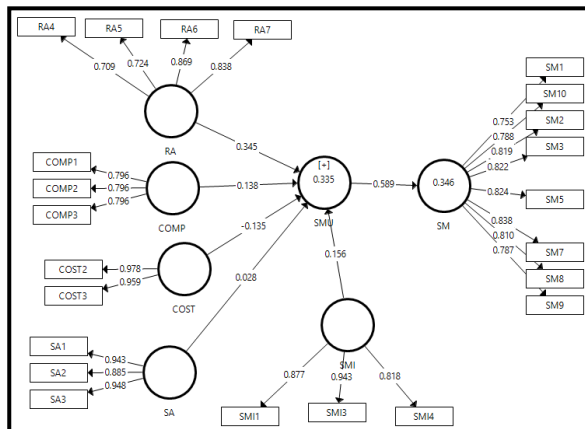 RA4
RA5
RA6
RA7
0.709
0.724
0.869
0.838
RA
0.345
COMP1
COMP2
COMP3
0.796
0.796
0.796
COMP
0.138
COST2
COST3
0.978
0.959
COST
-0.135
SA1
SA2
SA3
0.943
0.885
0.948
SA
0.028
[+]
0.335
SMU
0.589
0.346
SM
0.156
SMI
0.877
0.943
0.818
SMI1
SMI3
SMI4
0.753
0.788
0.819
0.822
0.824
0.838
0.810
0.787
SM1
SM10
SM2
SM3
SM5
SM7
SM8
SM9